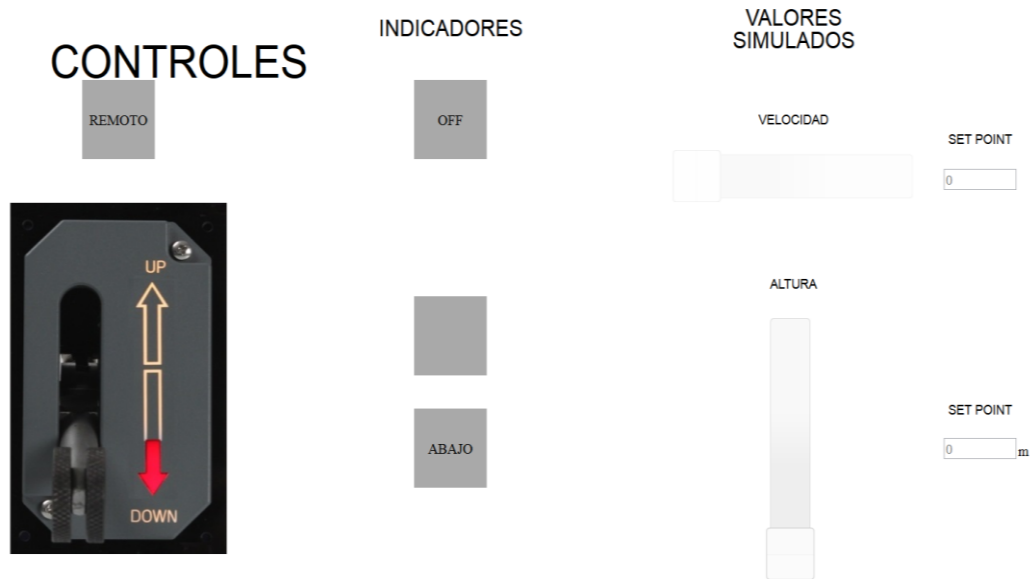 CONTROLES
REMOTO
UP
DOWN
INDICADORES
OFF
ABAJO
VALORES
SIMULADOS
VELOCIDAD
SET POINT
0
ALTURA
SET POINT
0 m